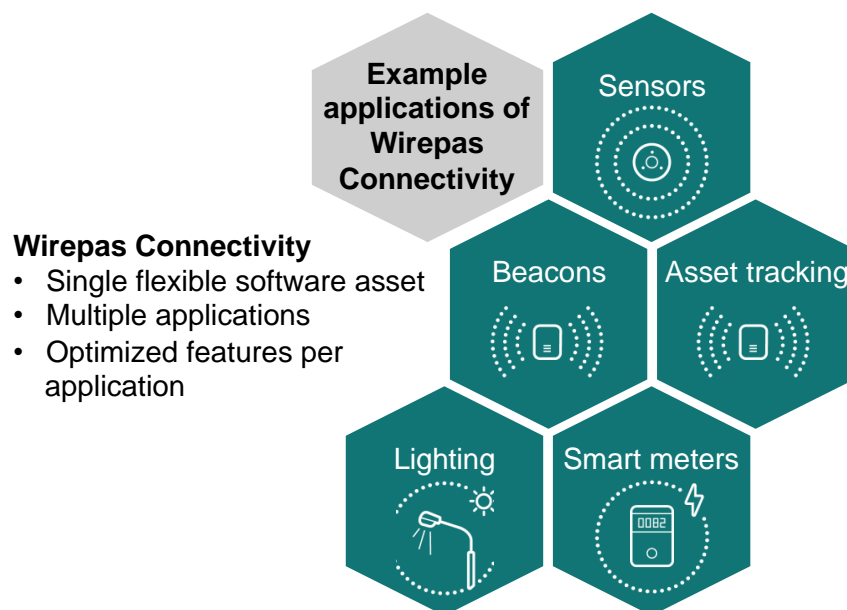 Example
applications of
Wirepas
Connectivity
Sensors
Wirepas Connectivity
• Single flexible software asset
• Multiple applications
• Optimized features per
application
Beacons
Asset tracking
Lighting
Smart meters
0082